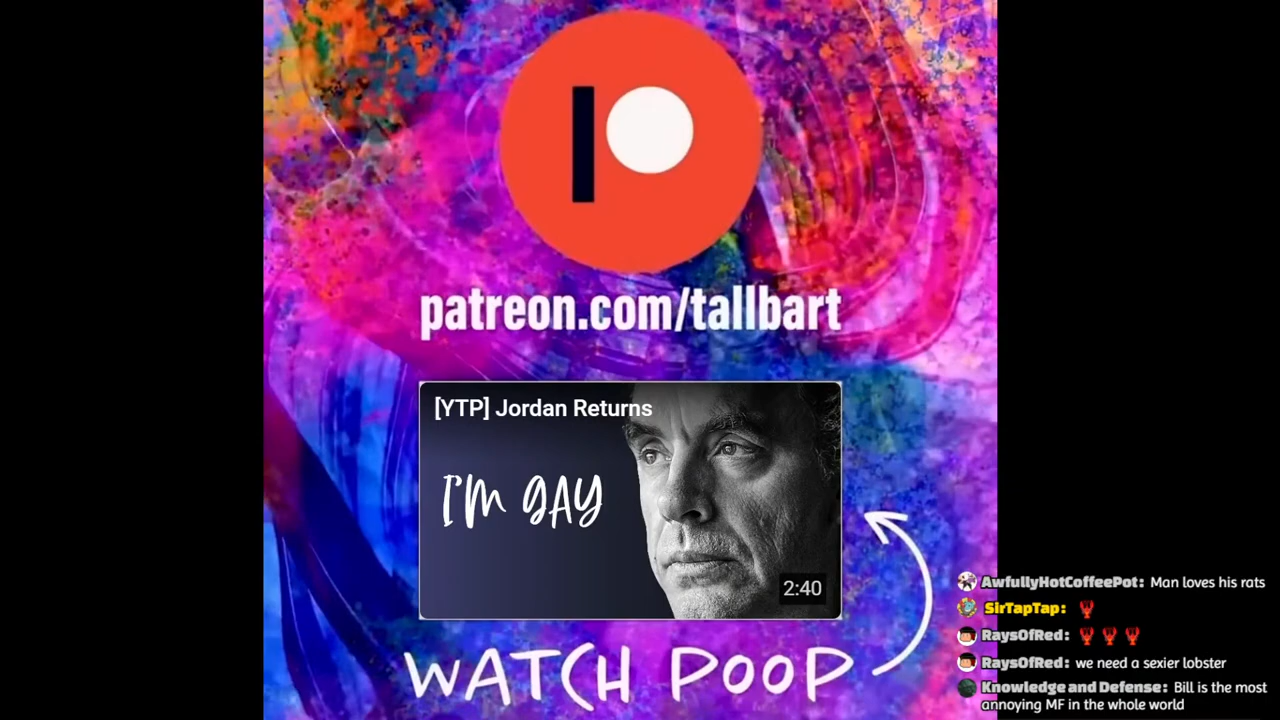 patreon.com/tallbart
[YTP] Jordan Returns
I'M GAY
2:40
WATCH POOP
AwfullyHotCoffeePot: Man loves his rats
SirTapTap: 🦞
RaysOfRed: 🦞 🦞 🦞
RaysOfRed: we need a sexier lobster
Knowledge and Defense: Bill is the most
annoying MF in the whole world